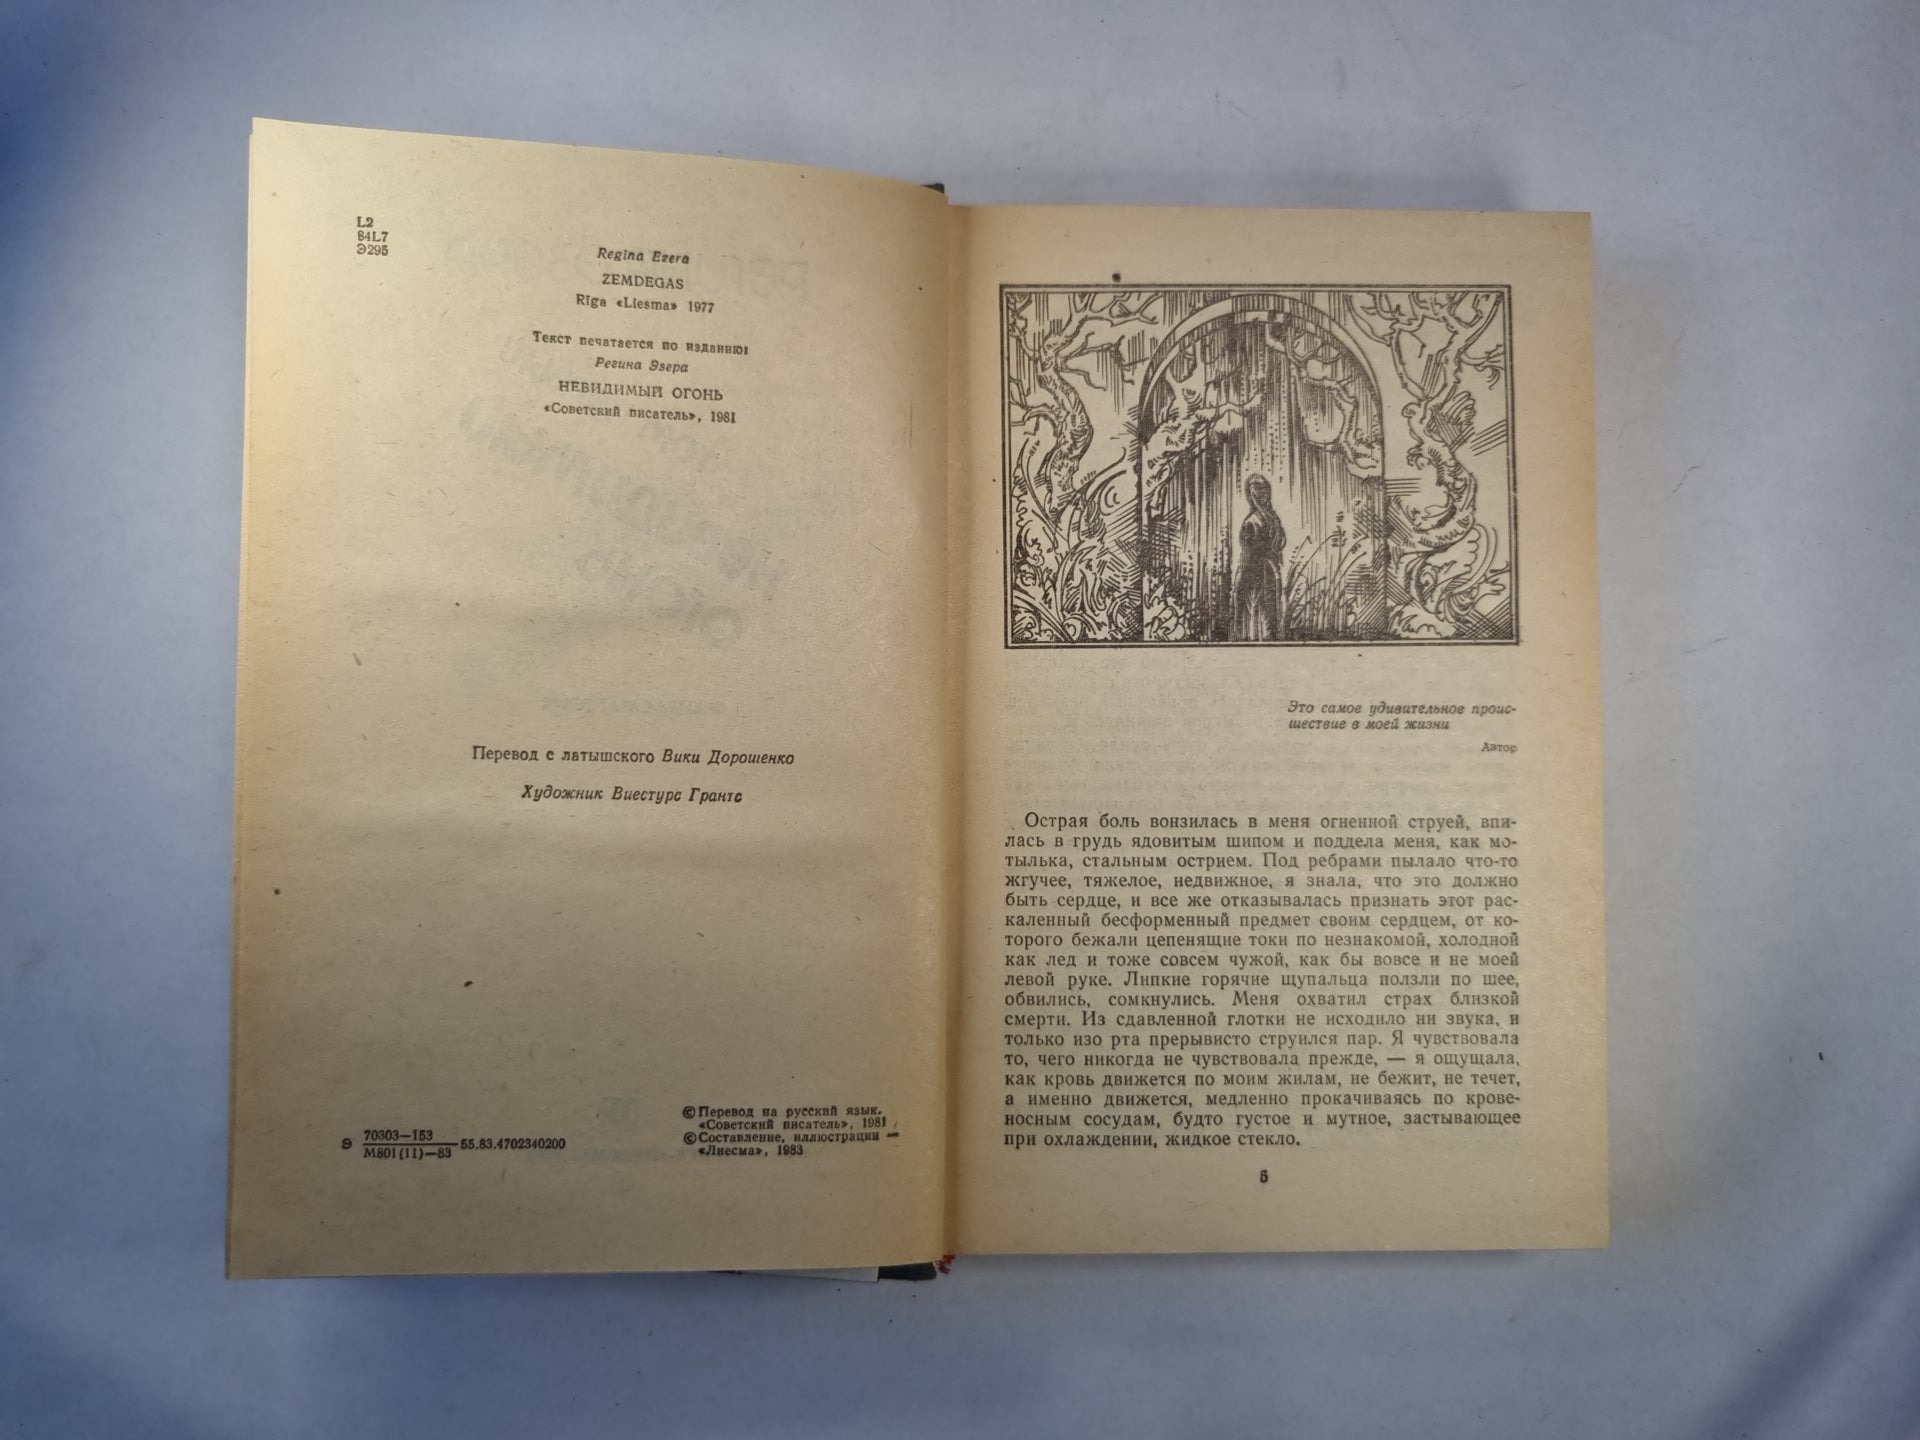 L2
84L7
Э295
Regina Ezera
ZEMDEGAS
Rīga «Liesma» 1977
Текст печатается по изданию:
Регина Эзера
НЕВИДИМЫЙ ОГОНЬ
«Советский писатель», 1981
Перевод с латышского Вики Дорошенко
Художник Виестурс Грантс
Э 70303—153
М801(11)—83 55.83.4702340200
© Перевод на русский язык.
«Советский писатель», 1981
© Составление, иллюстрации —
«Лиесма», 1983
Это самое удивительное проис-
шествие в моей жизни
Автор
Острая боль вонзилась в меня огненной струей, впи-
лась в грудь ядовитым шипом и поддела меня, как мо-
тылька, стальным острием. Под ребрами пылало что-то
жгучее, тяжелое, недвижное, я знала, что это должно
быть сердце, и все же отказывалась признать этот рас-
каленный бесформенный предмет своим сердцем, от ко-
торого бежали цепенящие токи по незнакомой, холодной
как лед и тоже совсем чужой, как бы вовсе и не моей
левой руке. Липкие горячие щупальца ползли по шее,
обвились, сомкнулись. Меня охватил страх близкой
смерти. Из сдавленной глотки не исходило ни звука, и
только изо рта прерывисто струился пар. Я чувствовала
то, чего никогда не чувствовала прежде, — я ощущала,
как кровь движется по моим жилам, не бежит, не течет,
а именно движется, медленно прокачиваясь по крове-
носным сосудам, будто густое и мутное, застывающее
при охлаждении, жидкое стекло.
5